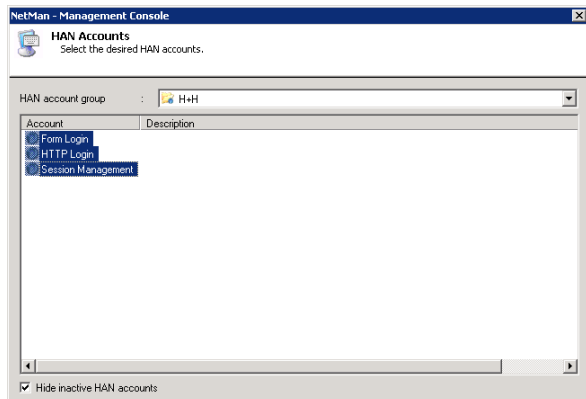 NetMan - Management Console
HAN Accounts
Select the desired HAN accounts.
HAN account group : H+H
Account Description
Form Login
HTTP Login
Session Management
Hide inactive HAN accounts